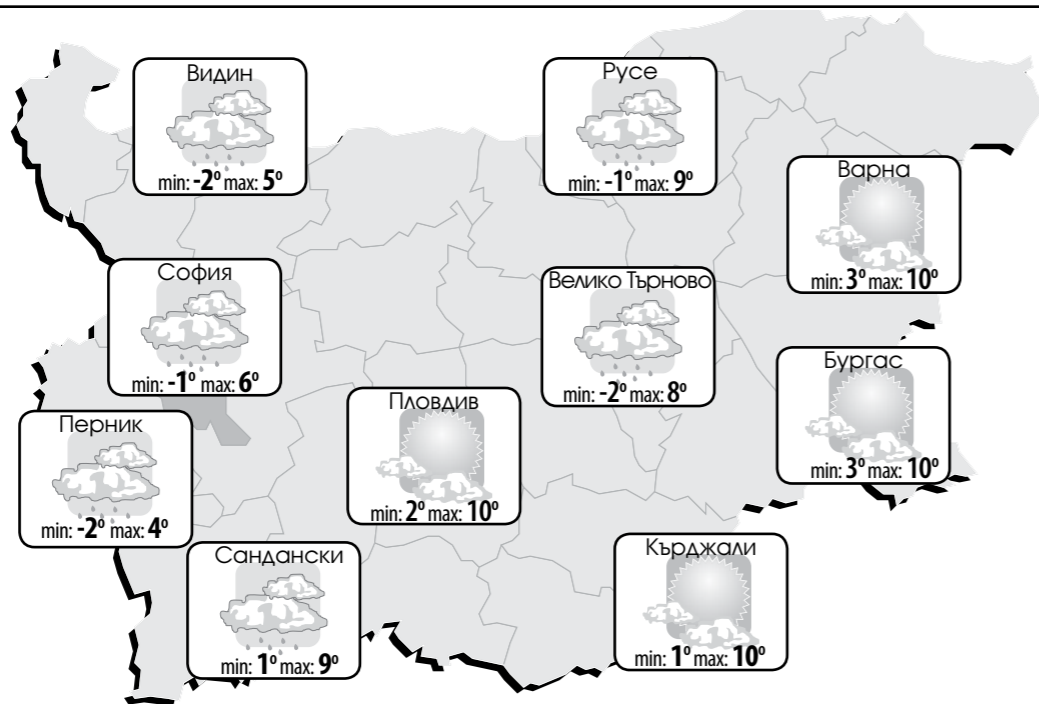 Видин
min: -2° max: 5°
Русе
min: -1° max: 9°
Варна
min: 3° max: 10°
София
min: -1° max: 6°
Велико Търново
min: -2° max: 8°
Бургас
min: 3° max: 10°
Пловдив
min: 2° max: 10°
Перник
min: -2° max: 4°
Сандански
min: 1° max: 9°
Кърджали
min: 1° max: 10°